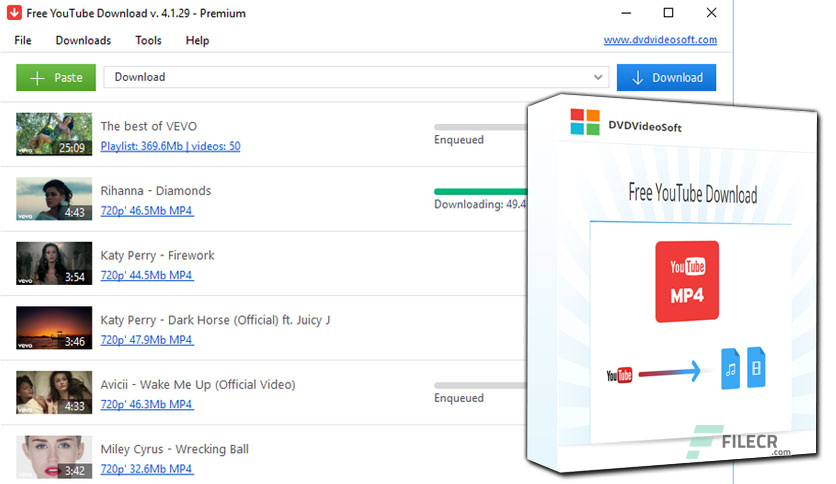 Free YouTube Download v. 4.1.29 - Premium
File Downloads Tools Help
www.dvdvideosoft.com
Paste
Download
Download
The best of VEVO
Playlist: 369.6Mb | videos: 50
25:09
vevo
Enqueued
Rihanna - Diamonds
720p' 46.5Mb MP4
4:43
vevo
Downloading: 49.4
Katy Perry - Firework
720p' 44.5Mb MP4
3:54
vevo
Katy Perry - Dark Horse (Official) ft. Juicy J
720p' 47.9Mb MP4
3:46
vevo
Avicii - Wake Me Up (Official Video)
720p' 46.3Mb MP4
4:33
vevo
Enqueued
Miley Cyrus - Wrecking Ball
720p' 32.6Mb MP4
3:42
vevo
DVDVideoSoft
Free YouTube Download
YouTube
MP4
YouTube
FILECR
.com